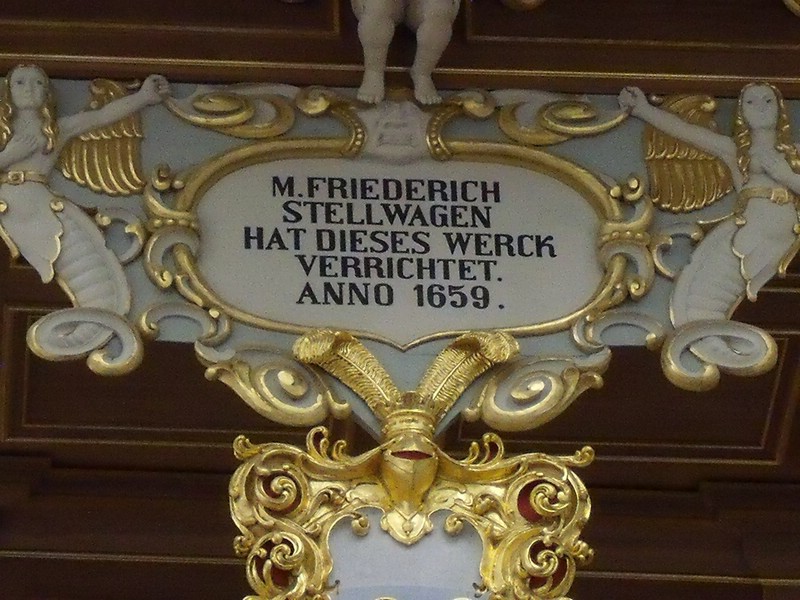 M. FRIEDERICH
STELLWAGEN
HAT DIESES WERCK
VERRICHTET.
ANNO 1659.